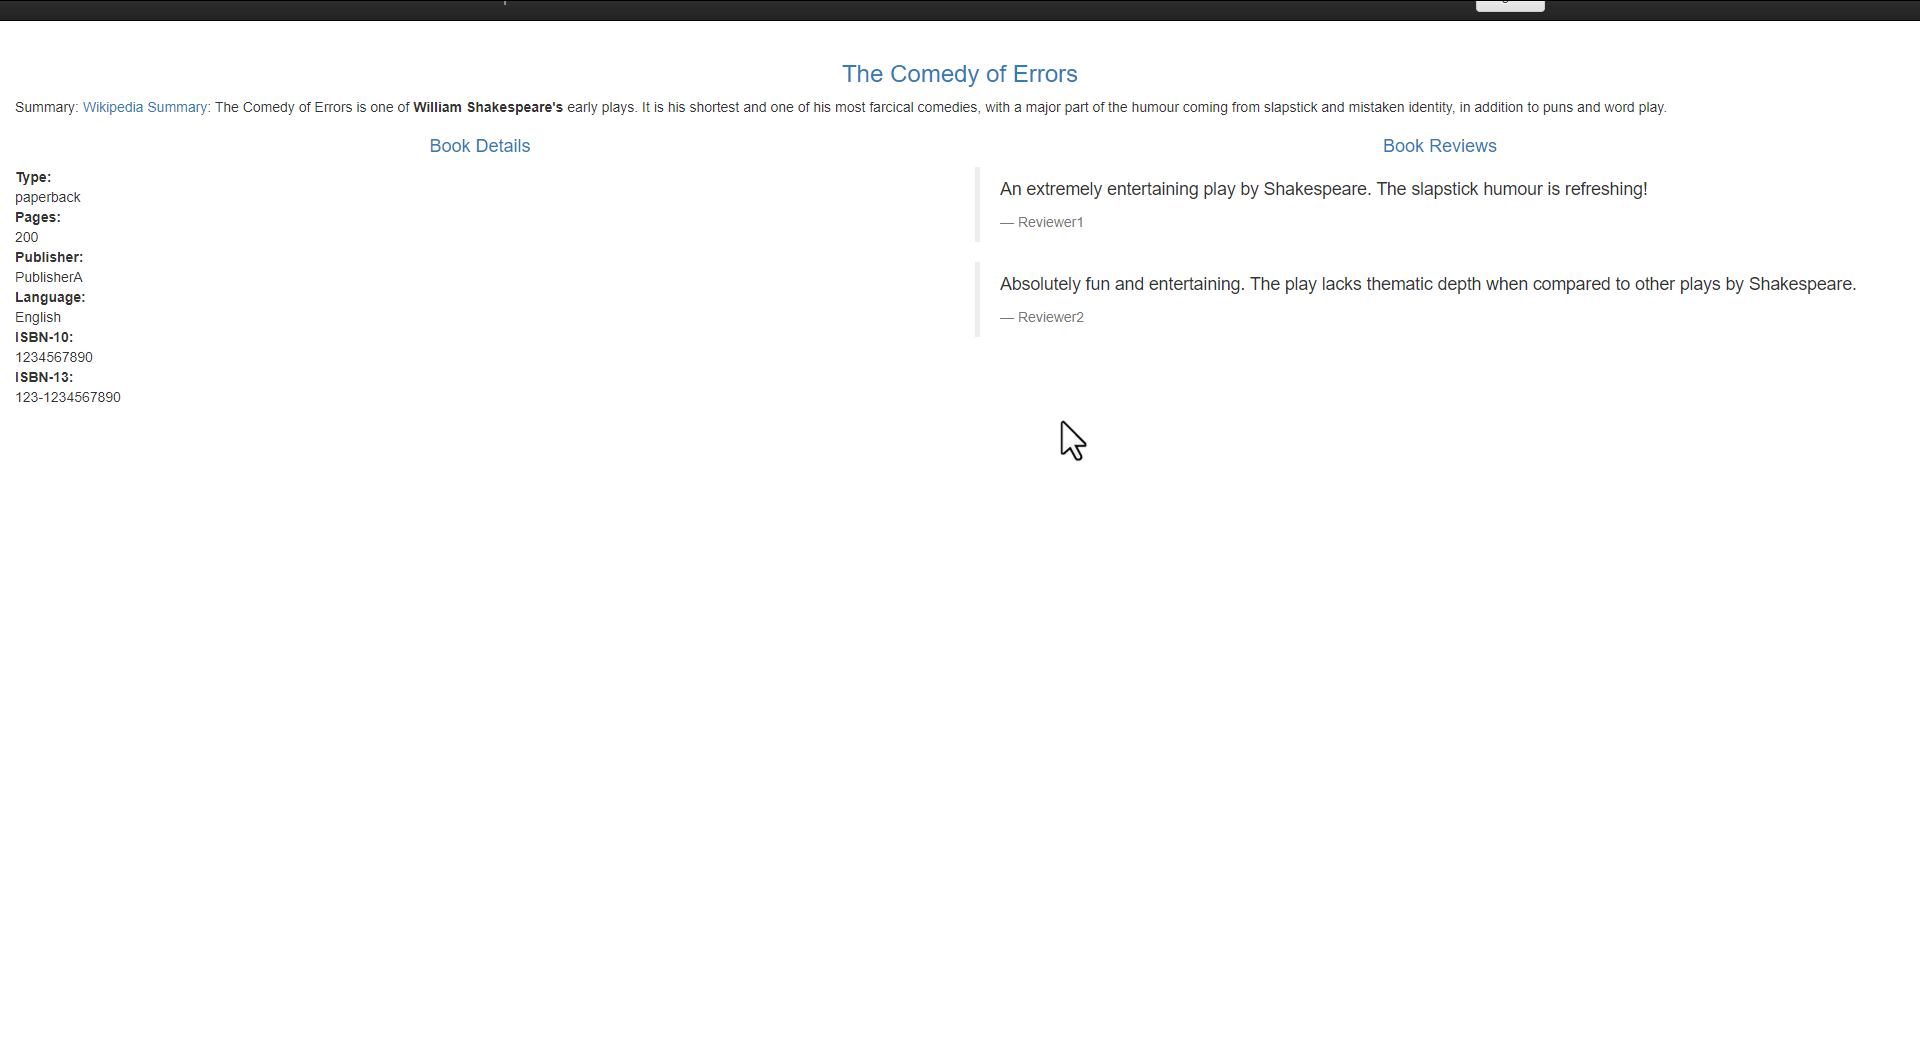 The Comedy of Errors
Summary: Wikipedia Summary: The Comedy of Errors is one of William Shakespeare's early plays. It is his shortest and one of his most farcical comedies, with a major part of the humour coming from slapstick and mistaken identity, in addition to puns and word play.
Book Details
Type:
paperback
Pages:
200
Publisher:
PublisherA
Language:
English
ISBN-10:
1234567890
ISBN-13:
123-1234567890
Book Reviews
An extremely entertaining play by Shakespeare. The slapstick humour is refreshing!
— Reviewer1
Absolutely fun and entertaining. The play lacks thematic depth when compared to other plays by Shakespeare.
— Reviewer2